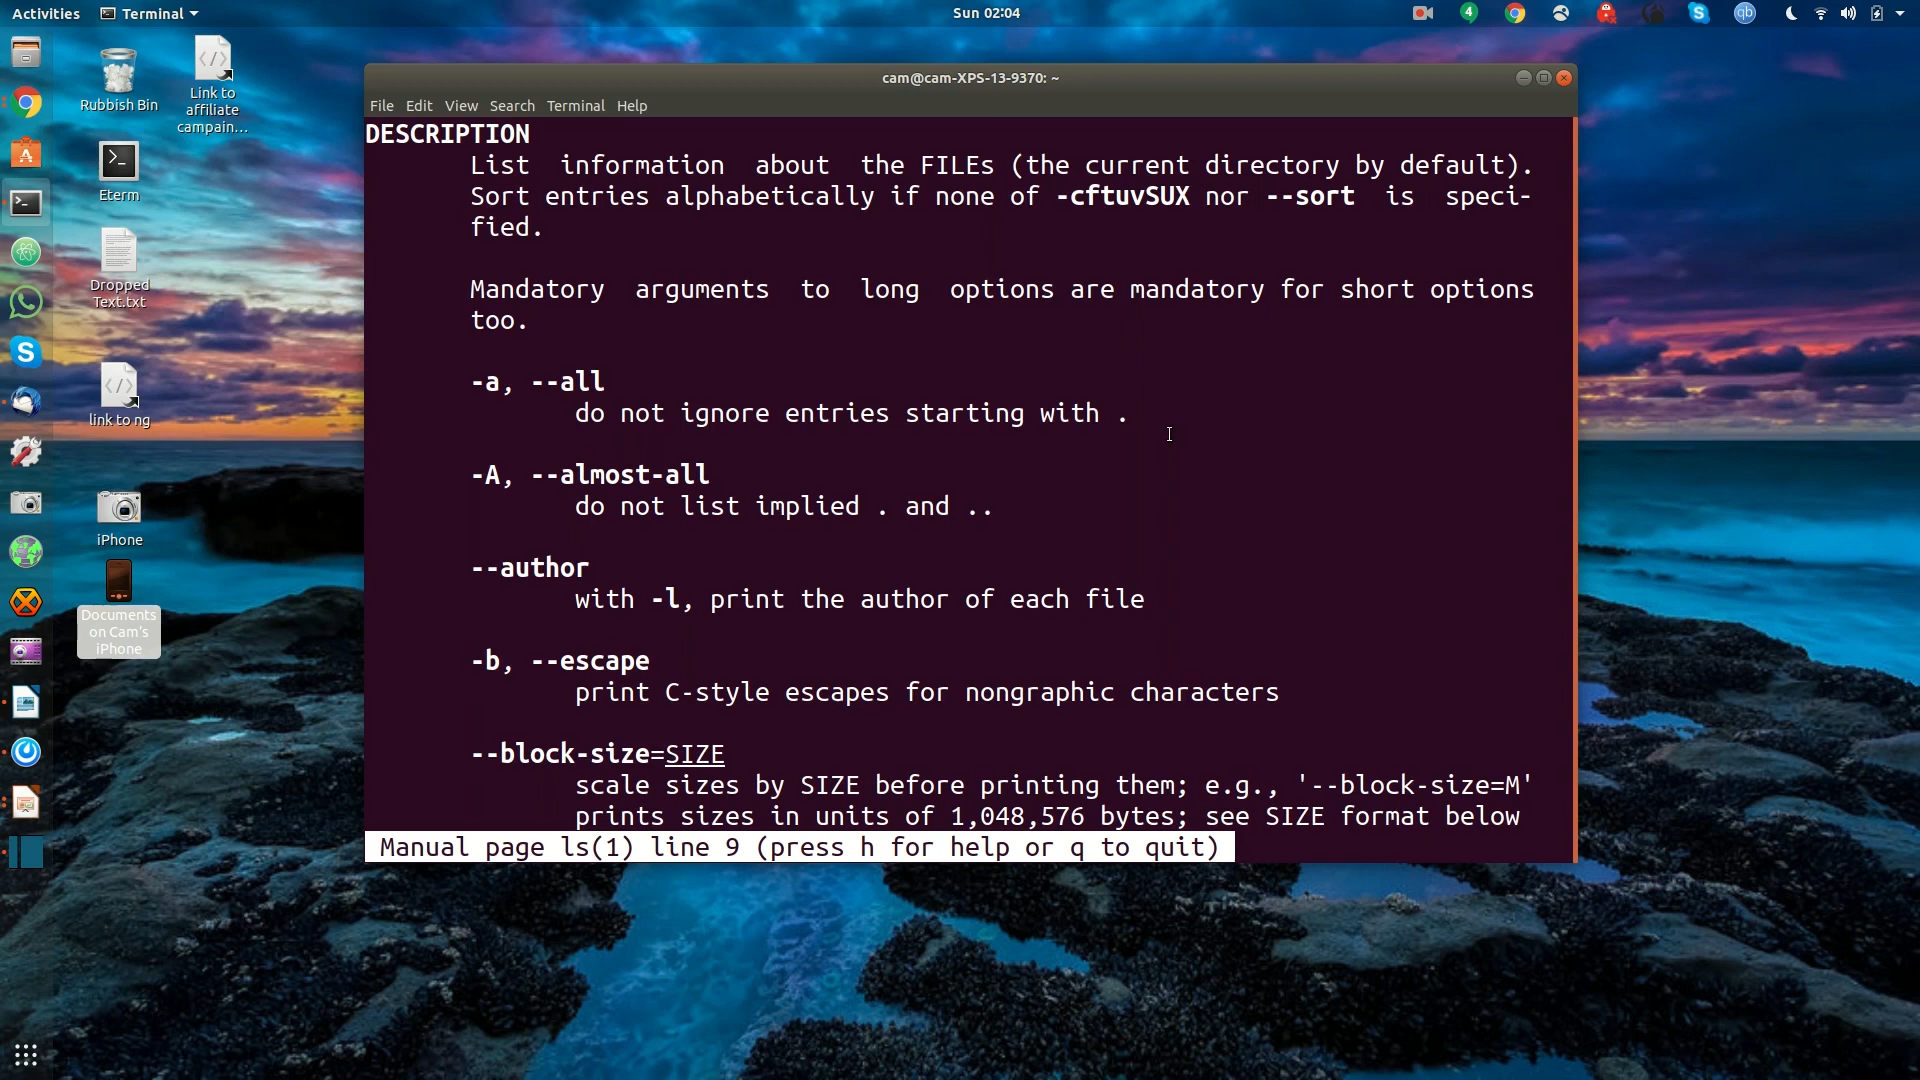 Activities
Terminal
Sun 02:04
4
qb
Rubbish Bin
Link to
affiliate
campain…
Eterm
Dropped
Text.txt
link to ng
iPhone
Documents
on Cam's
iPhone
cam@cam-XPS-13-9370: ~
File Edit View Search Terminal Help
DESCRIPTION
List information about the FILEs (the current directory by default).
Sort entries alphabetically if none of -cftuvSUX nor --sort is speci-
fied.
Mandatory arguments to long options are mandatory for short options
too.
-a, --all
do not ignore entries starting with .
-A, --almost-all
do not list implied . and ..
--author
with -l, print the author of each file
-b, --escape
print C-style escapes for nongraphic characters
--block-size=SIZE
scale sizes by SIZE before printing them; e.g., '--block-size=M'
prints sizes in units of 1,048,576 bytes; see SIZE format below
Manual page ls(1) line 9 (press h for help or q to quit)